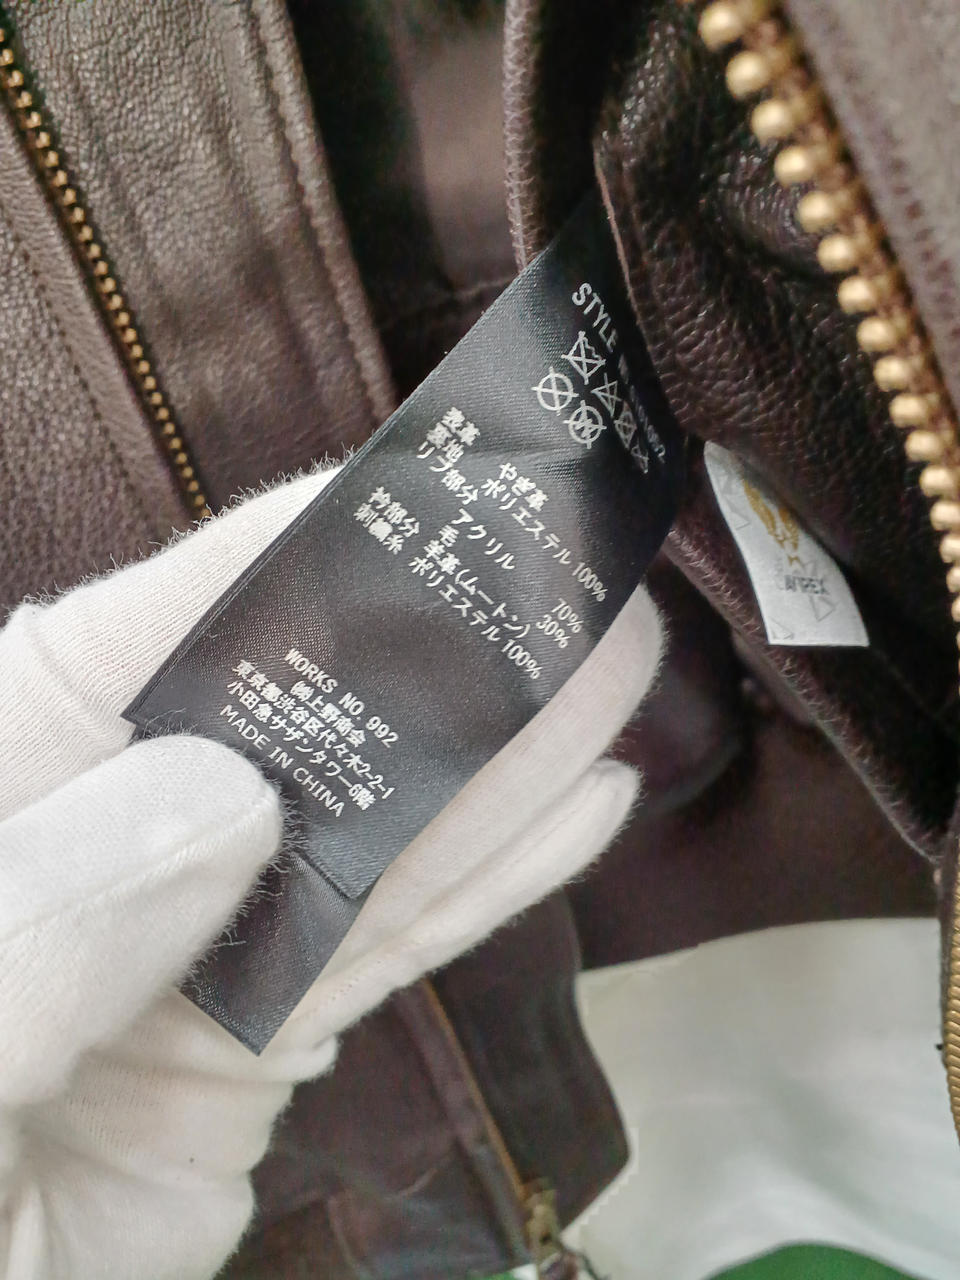 STYLE
表革 やぎ革
裏地 ポリエステル 100%
リブ部分 アクリル 70%
毛 30%
衿部分 羊革(ムートン)
刺繍糸 ポリエステル 100%
WORKS NO. 992
㈱上野商会
東京都渋谷区代々木2-2-1
小田急サザンタワー6階
MADE IN CHINA
AVIREX